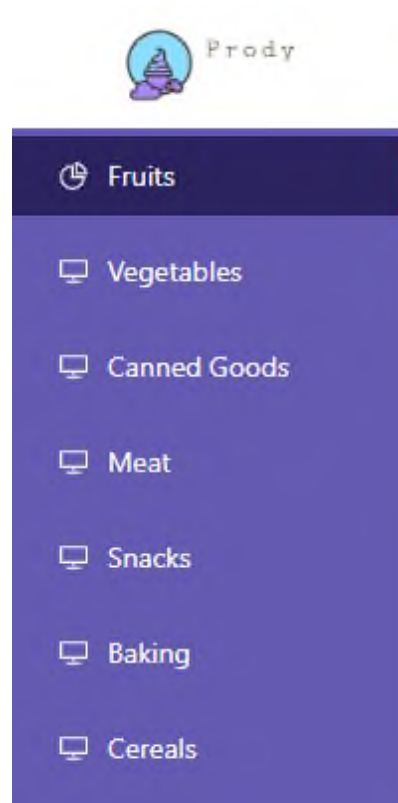 Prody
Fruits
Vegetables
Canned Goods
Meat
Snacks
Baking
Cereals